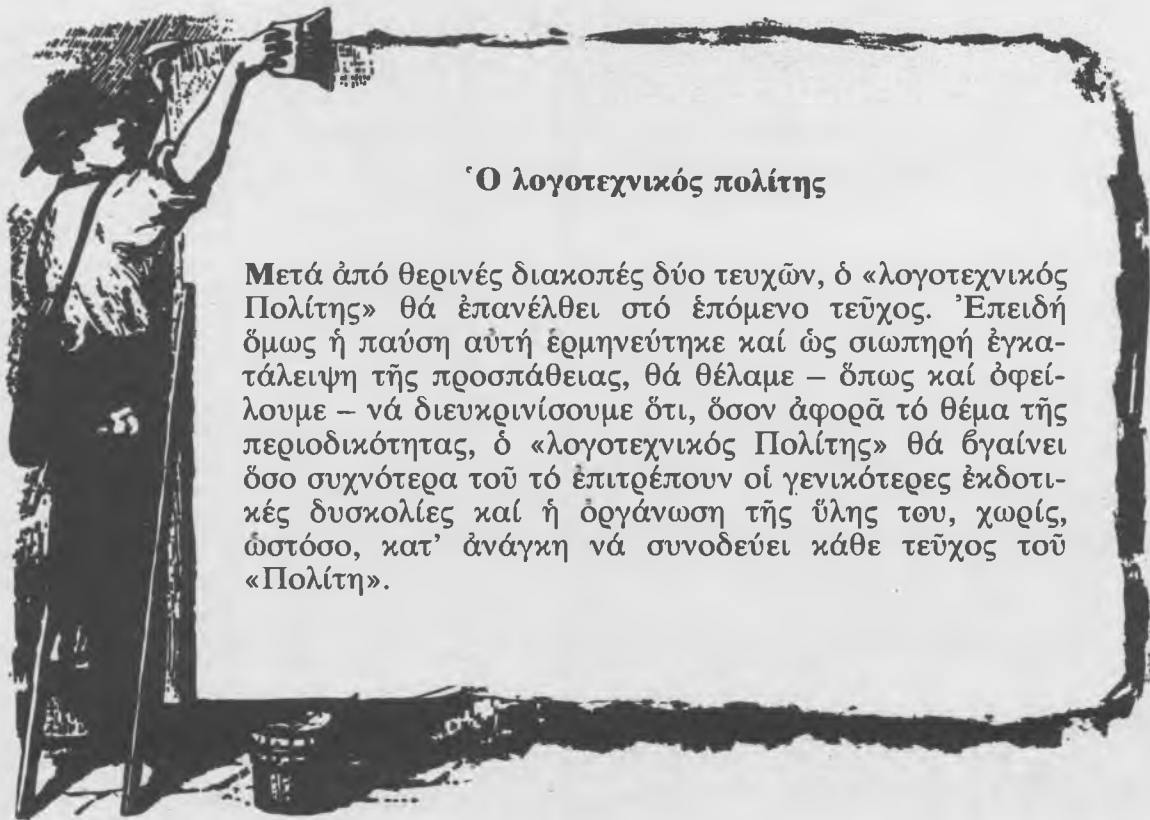 Ὁ λογοτεχνικός πολίτης
Μετά ἀπό θερινές διακοπές δύο τευχῶν, ὁ «λογοτεχνικός
Πολίτης» θά ἐπανέλθει στό ἑπόμενο τεῦχος. Ἐπειδή
ὅμως ἡ παύση αὐτή ἑρμηνεύτηκε καί ὡς σιωπηρή ἐγκα-
τάλειψη τῆς προσπάθειας, θά θέλαμε – ὅπως καί ὀφεί-
λουμε – νά διευκρινίσουμε ὅτι, ὅσον ἀφορᾶ τό θέμα τῆς
περιοδικότητας, ὁ «λογοτεχνικός Πολίτης» θά βγαίνει
ὅσο συχνότερα τοῦ τό ἐπιτρέπουν οἱ γενικότερες ἐκδοτι-
κές δυσκολίες καί ἡ ὀργάνωση τῆς ὕλης του, χωρίς,
ὡστόσο, κατ’ ἀνάγκη νά συνοδεύει κάθε τεῦχος τοῦ
«Πολίτη».